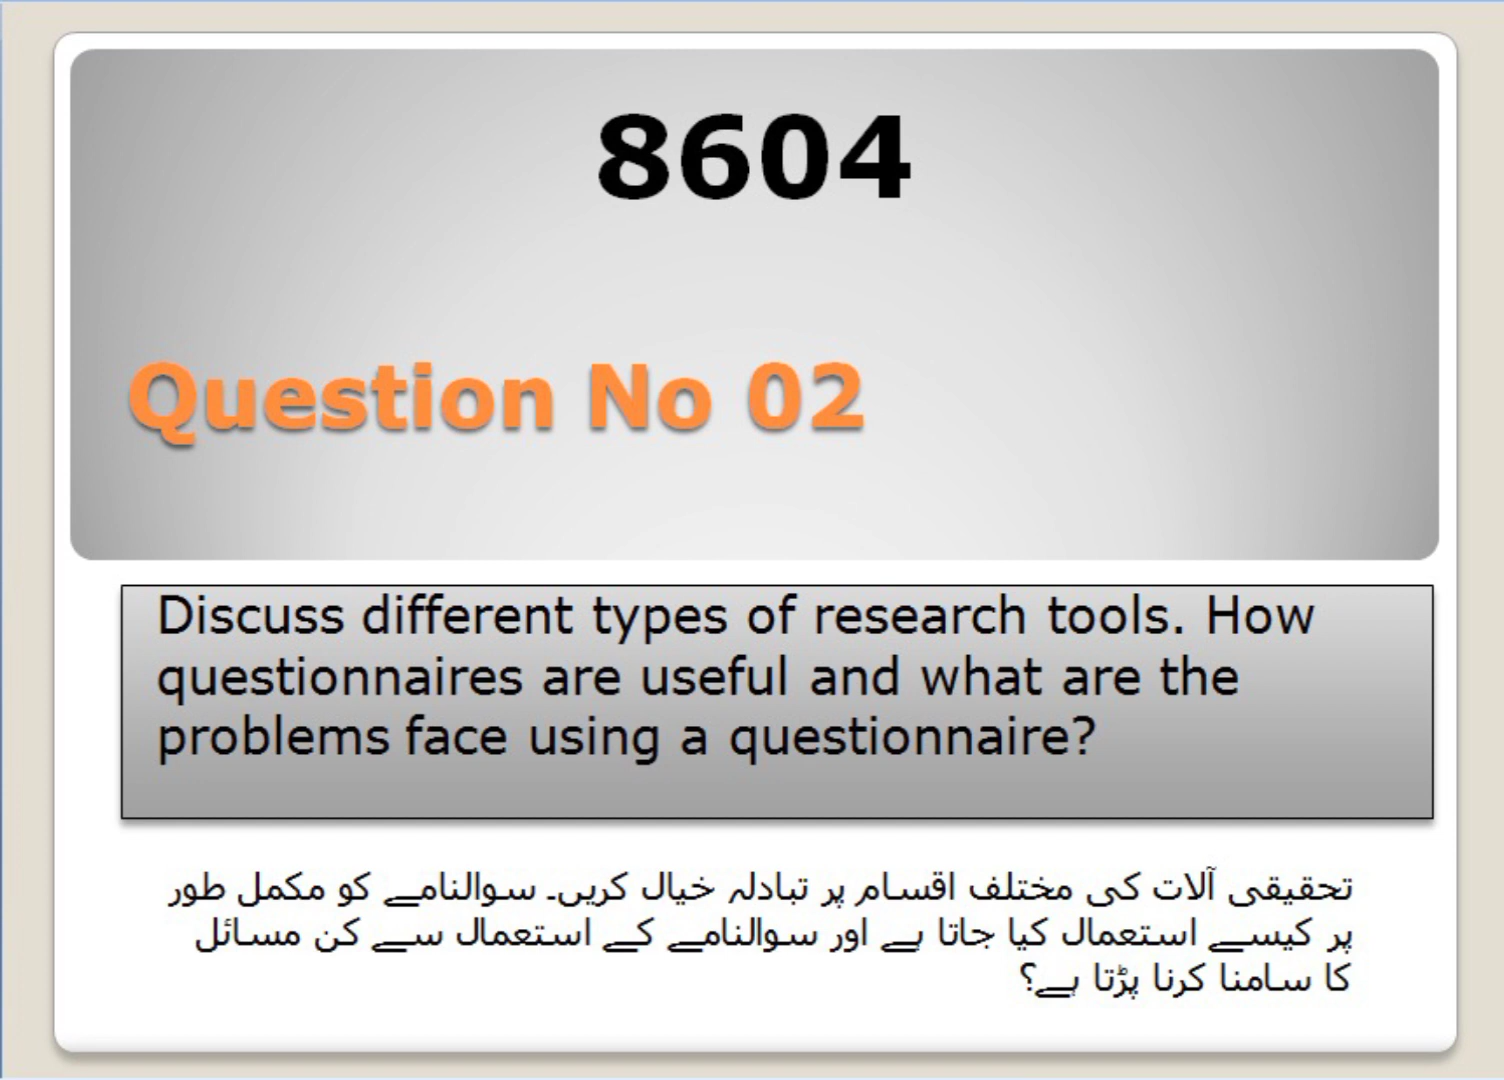 8604
Question No 02
Discuss different types of research tools. How
questionnaires are useful and what are the
problems face using a questionnaire?
تحقیقی آلات کی مختلف اقسام پر تبادلہ خیال کریں۔ سوالنامے کو مکمل طور
پر کیسے استعمال کیا جاتا ہے اور سوالنامے کے استعمال سے کن مسائل
کا سامنا کرنا پڑتا ہے؟